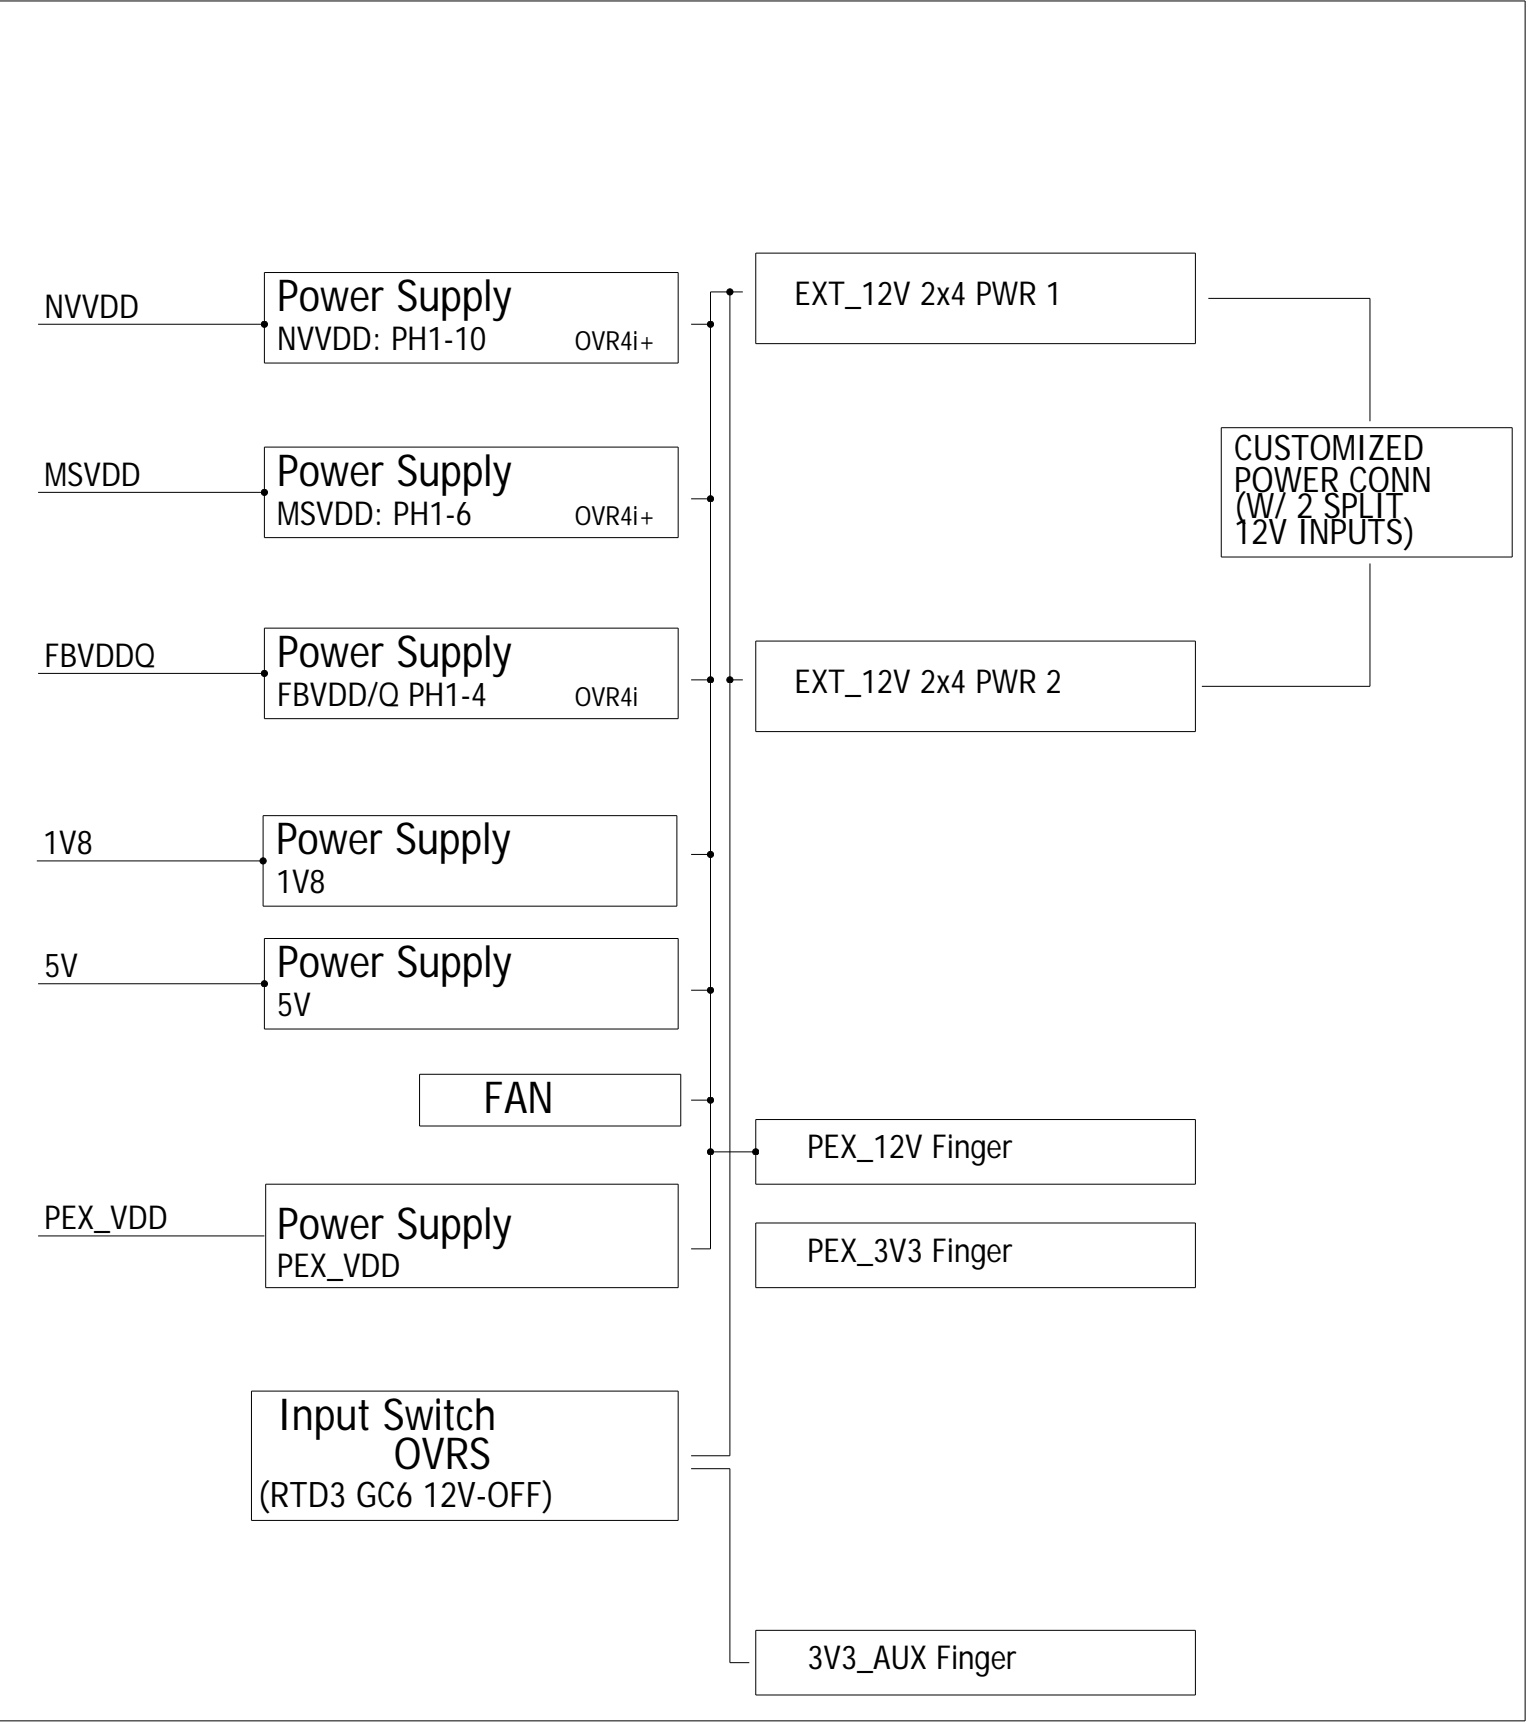 NVVDD
Power Supply
NVVDD: PH1-10 OVR4i+
EXT_12V 2x4 PWR 1
MSVDD
Power Supply
MSVDD: PH1-6 OVR4i+
CUSTOMIZED
POWER CONN
(W/ 2 SPLIT
12V INPUTS)
FBVDDQ
Power Supply
FBVDD/Q PH1-4 OVR4i
EXT_12V 2x4 PWR 2
1V8
Power Supply
1V8
5V
Power Supply
5V
FAN
PEX_12V Finger
PEX_VDD
Power Supply
PEX_VDD
PEX_3V3 Finger
Input Switch
OVRS
(RTD3 GC6 12V-OFF)
3V3_AUX Finger